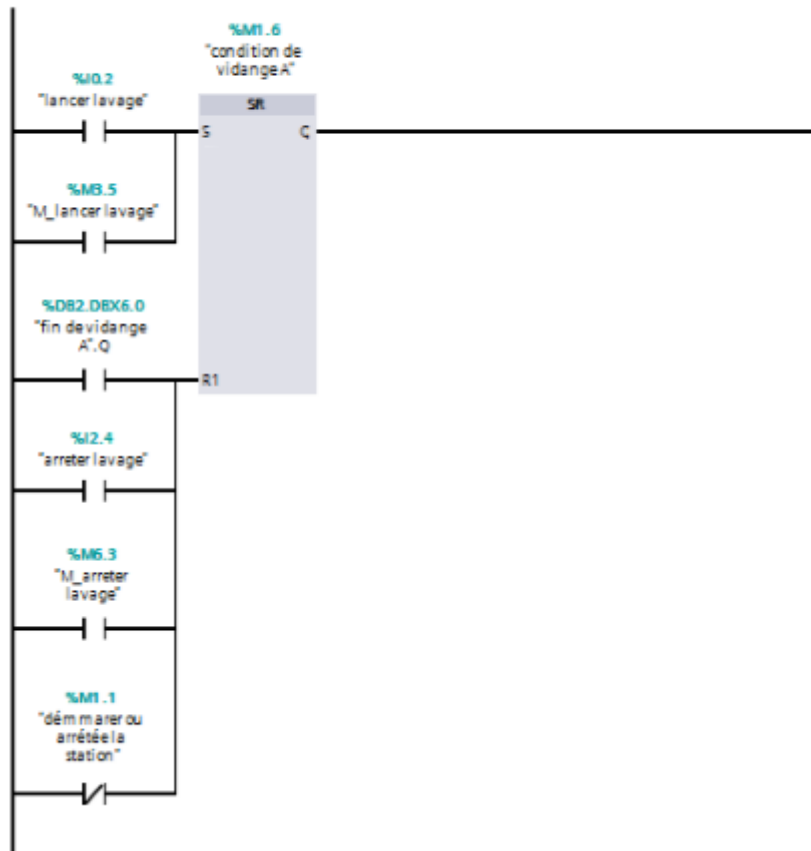 %M1.6
"condition de
vidange A"
%I0.2
"lancer lavage"
SR
S
Q
%M3.5
"M_lancer lavage"
%DB2.DBX6.0
"fin de vidange
A".Q
R1
%I2.4
"arreter lavage"
%M6.3
"M_arreter
lavage"
%M1.1
"démmarer ou
arrétée la
station"